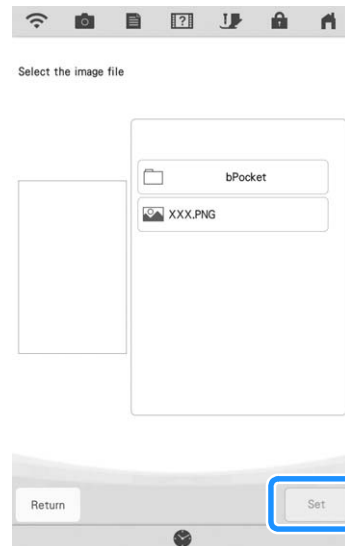 Select the image file
bPocket
XXX.PNG
Return
Set